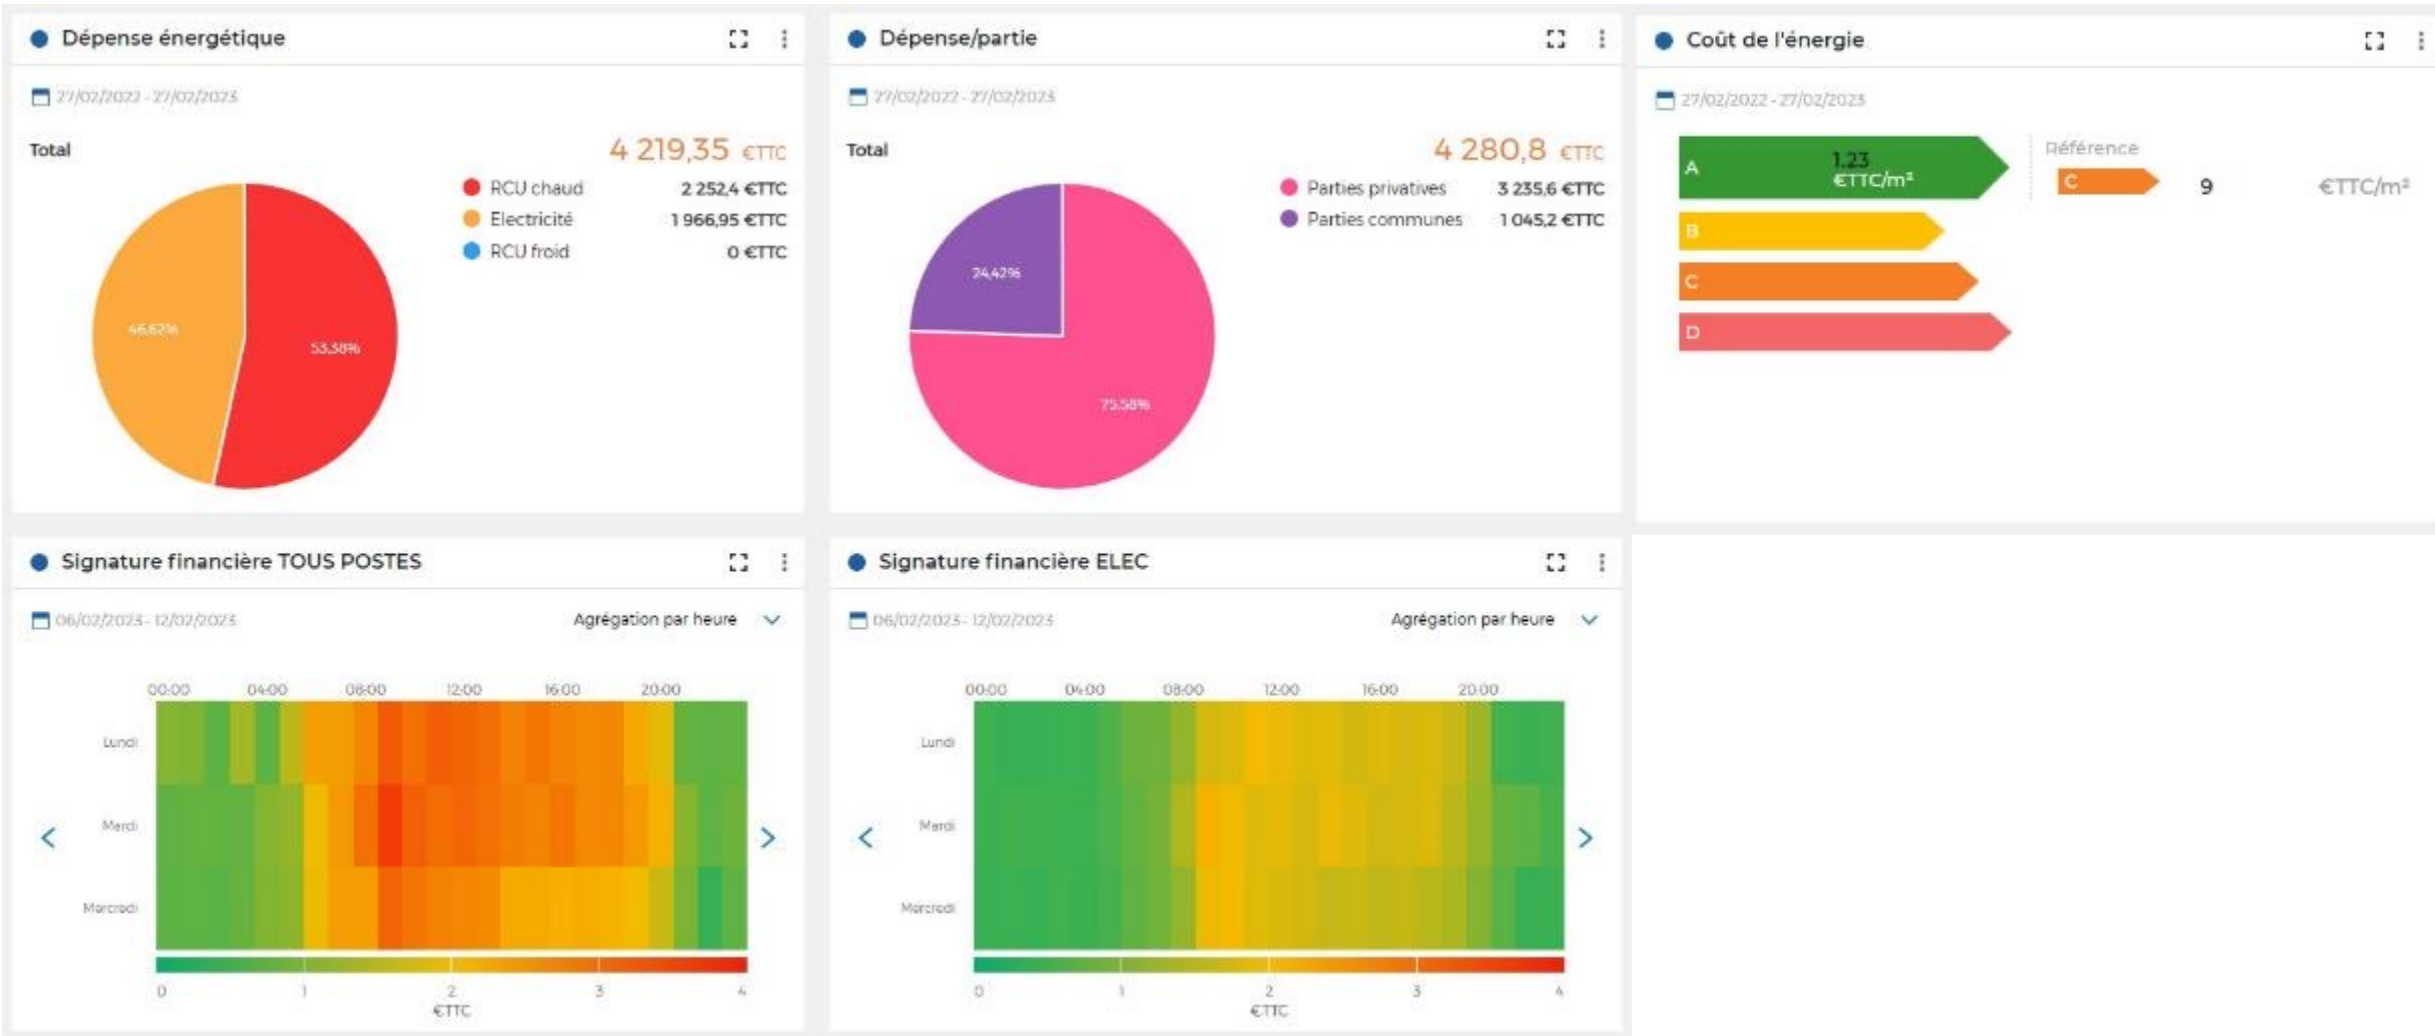 Dépense énergétique
27/02/2022 - 27/02/2023
Total
4 219,35 €TTC
RCU chaud 2 252,4 €TTC
Electricité 1 966,95 €TTC
RCU froid 0 €TTC
46,62%
53,38%
Dépense/partie
27/02/2022 - 27/02/2023
Total
4 280,8 €TTC
Parties privatives 3 235,6 €TTC
Parties communes 1 045,2 €TTC
24,42%
75,58%
Coût de l'énergie
27/02/2022 - 27/02/2023
A
1.23
€TTC/m²
B
C
D
Référence
C 9 €TTC/m²
Signature financière TOUS POSTES
06/02/2023 - 12/02/2023 Agrégation par heure
00:00 04:00 08:00 12:00 16:00 20:00
Lundi
Mardi
Mercredi
0 1 2 3 4
€TTC
Signature financière ELEC
06/02/2023 - 12/02/2023 Agrégation par heure
00:00 04:00 08:00 12:00 16:00 20:00
Lundi
Mardi
Mercredi
0 1 2 3 4
€TTC